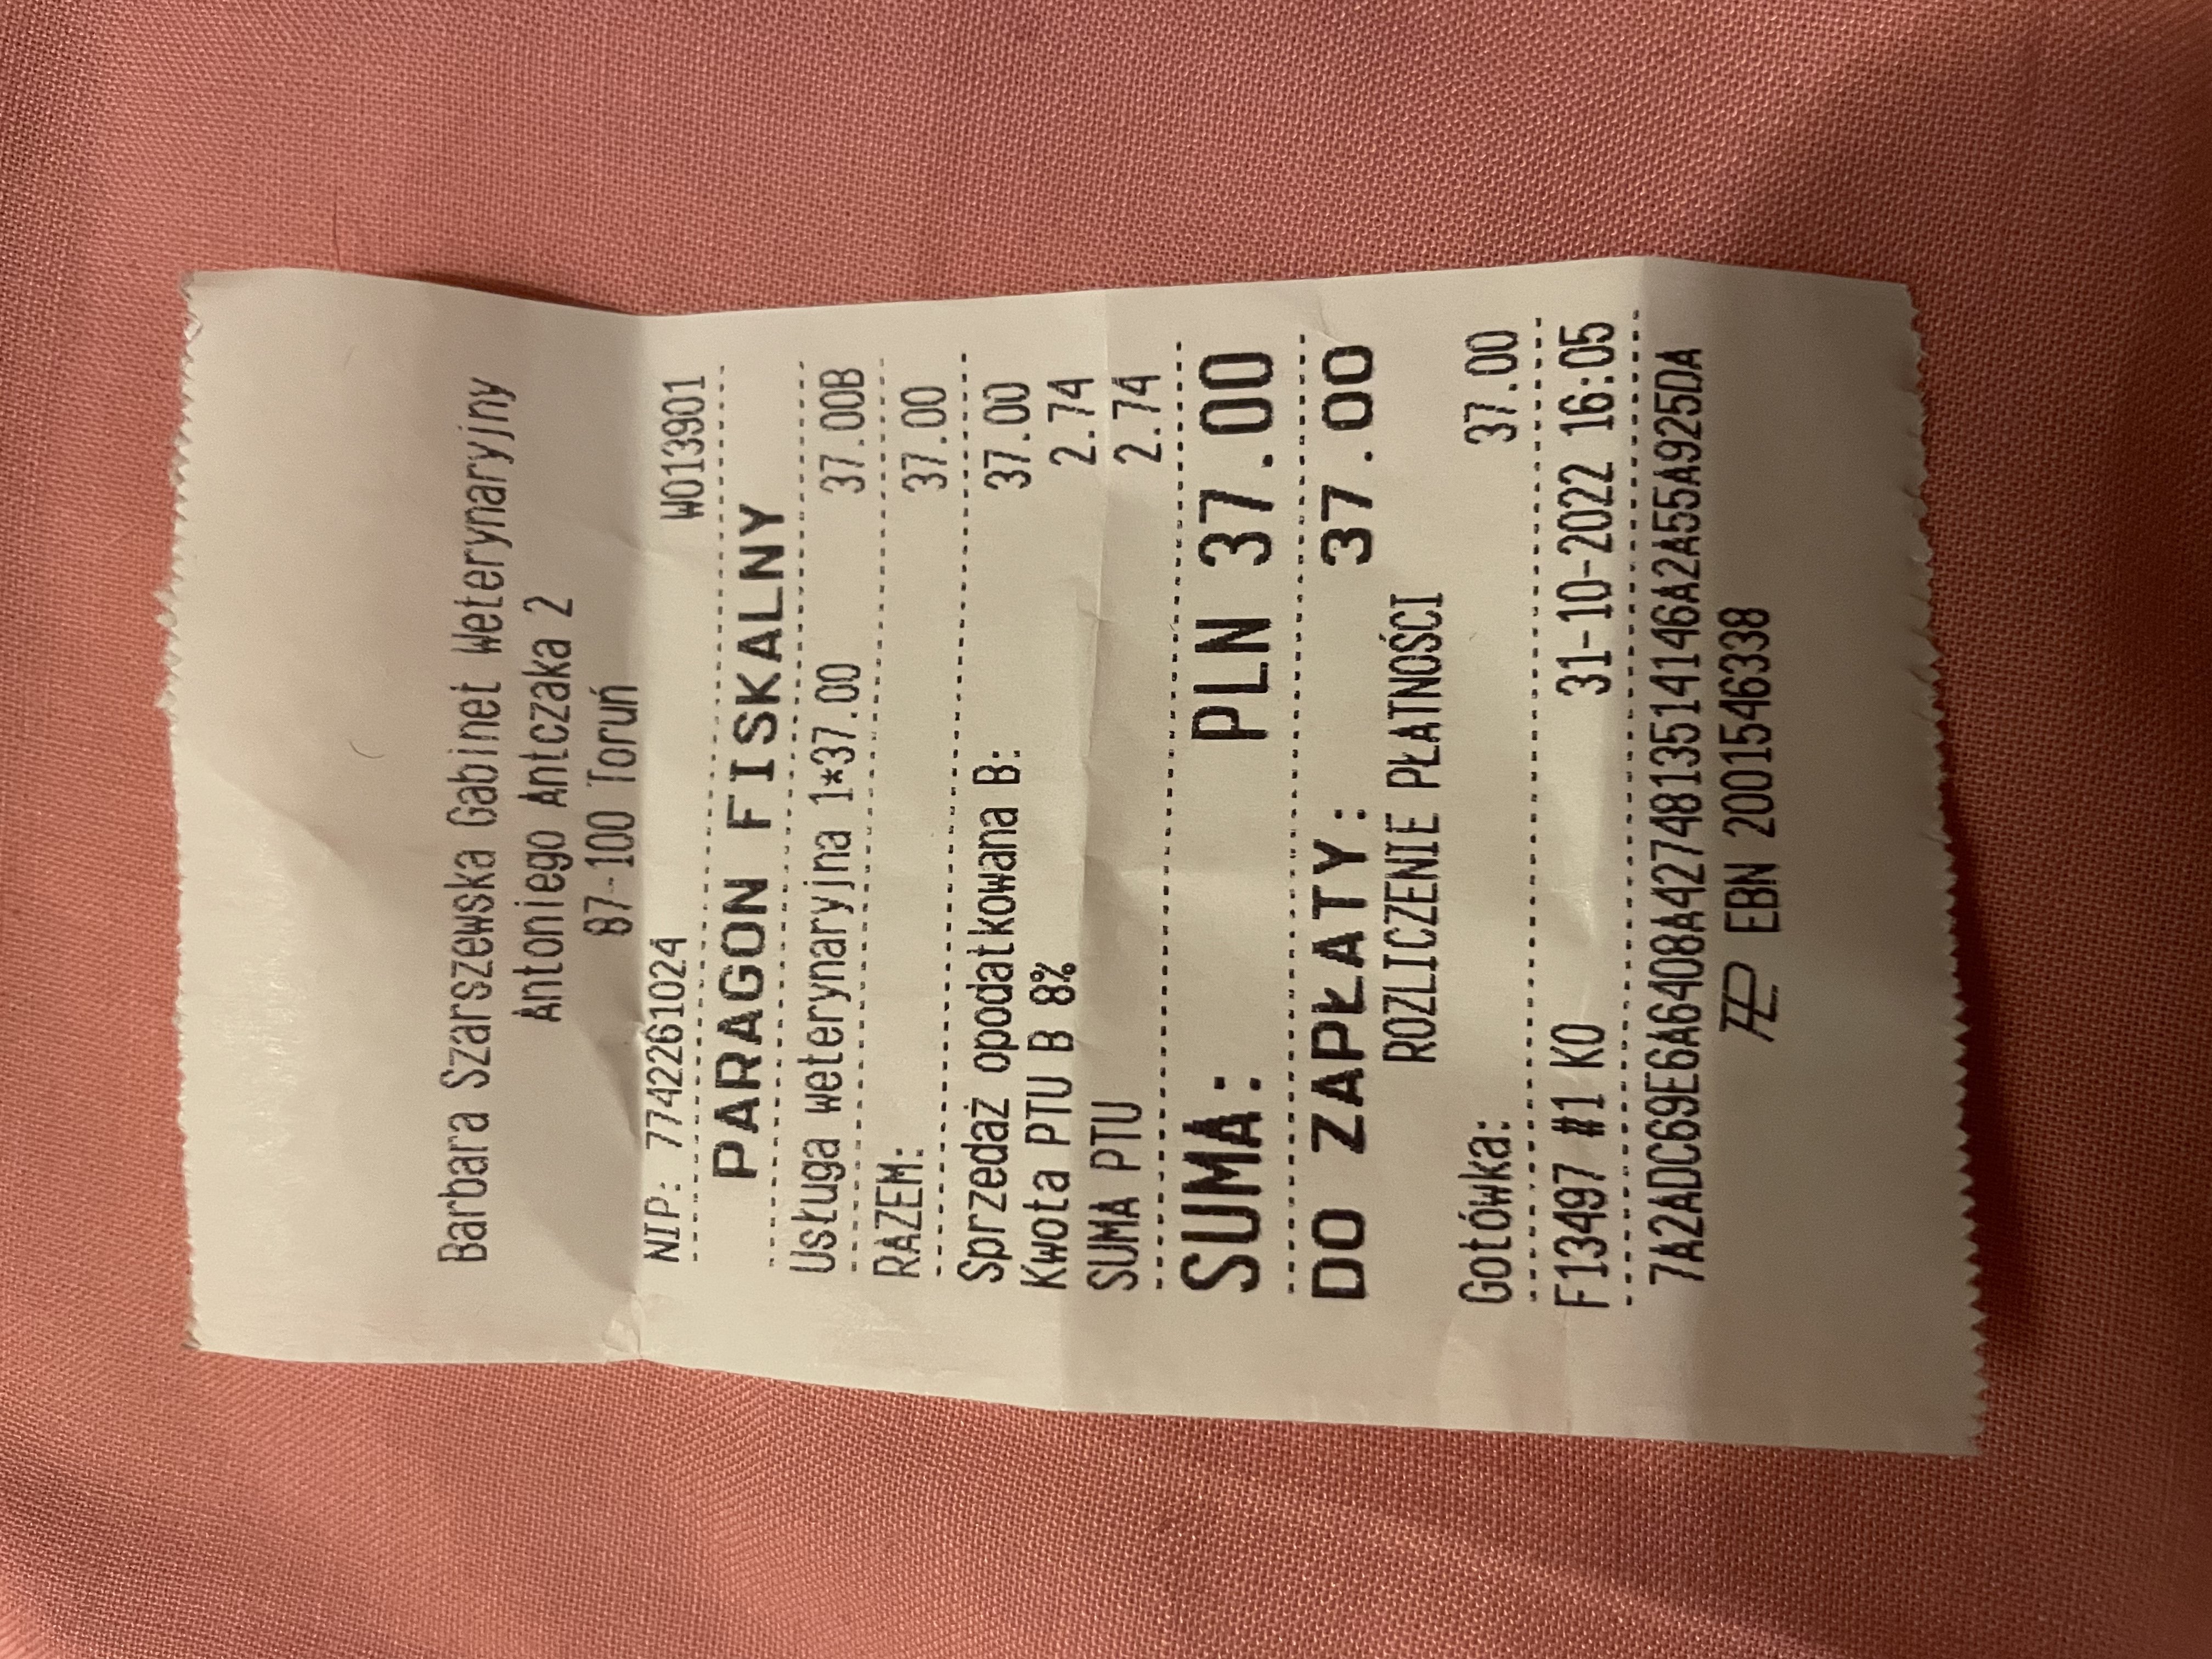 Barbara Szarszewska Gabinet Weterynaryjny
Antoniego Antczaka 2
87-100 Toruń
NIP: 7742261024 W013901
PARAGON FISKALNY
Usługa weterynaryjna 1*37.00 37.00B
RAZEM: 37.00
Sprzedaż opodatkowana B: 37.00
Kwota PTU B 8% 2.74
SUMA PTU 2.74
SUMA: PLN 37.00
DO ZAPŁATY: 37.00
ROZLICZENIE PŁATNOŚCI
Gotówka: 37.00
F13497 #1 KO 31-10-2022 16:05
7A2ADC69E6A6408A4274813514146A2A55A925DA
EBN 2001546338